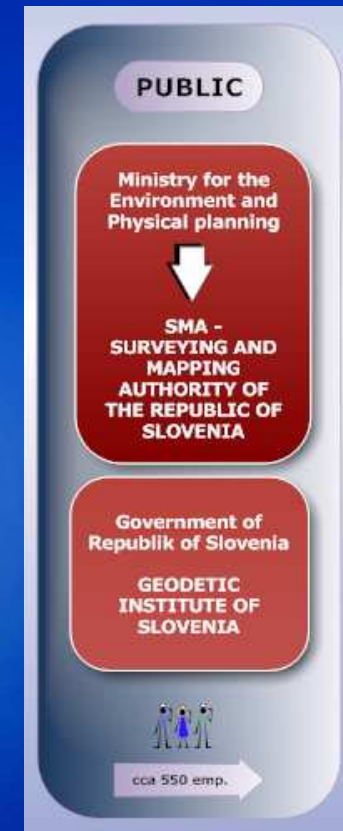 PUBLIC
Ministry for the
Environment and
Physical planning
SMA -
SURVEYING AND
MAPPING
AUTHORITY OF
THE REPUBLIC OF
SLOVENIA
Government of
Republik of Slovenia
GEODETIC
INSTITUTE OF
SLOVENIA
cca 550 emp.